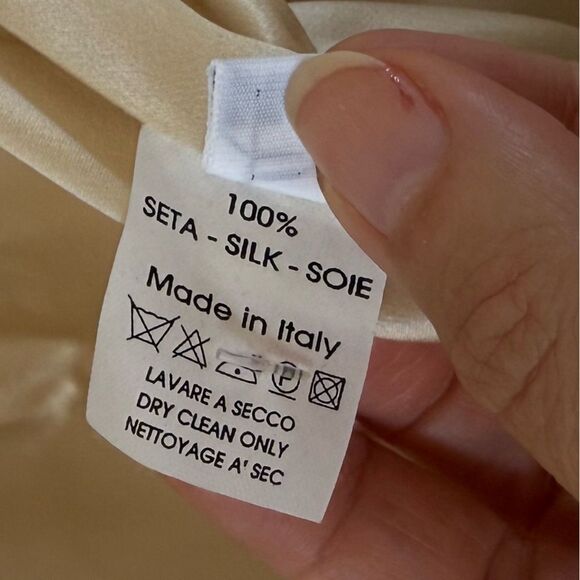 100%
SETA - SILK - SOIE
Made in Italy
P
LAVARE A SECCO
DRY CLEAN ONLY
NETTOYAGE A' SEC